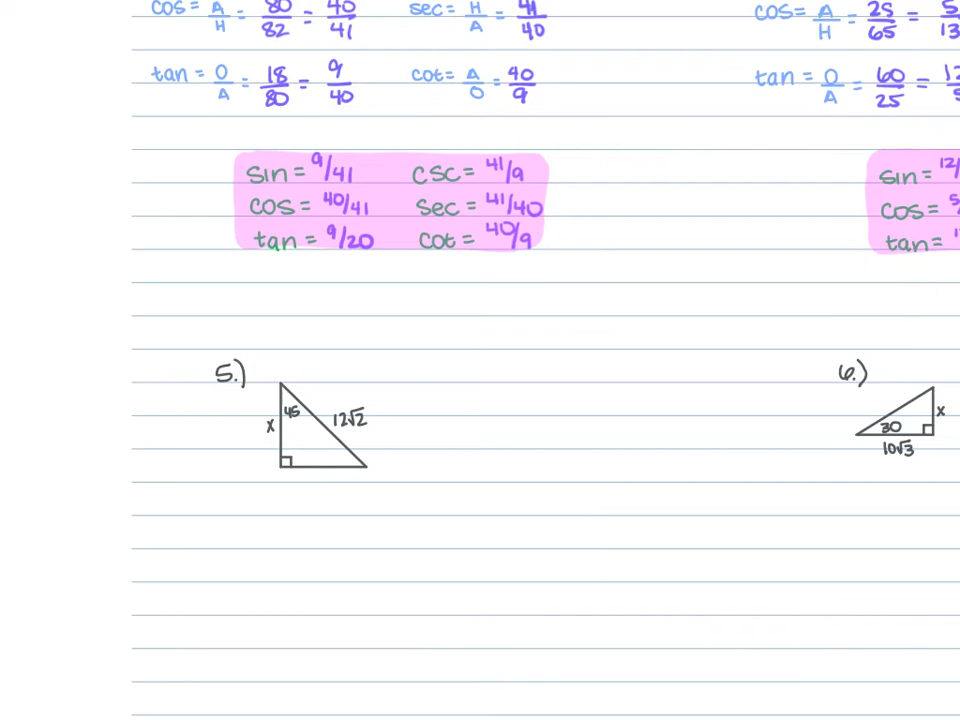 cos = A/H = 80/82 = 40/41
sec = H/A = 41/40
tan = O/A = 18/80 = 9/40
cot = A/O = 40/9
sin = 9/41 csc = 41/9
cos = 40/41 sec = 41/40
tan = 9/20 cot = 40/9
cos = A/H = 25/65 =
tan = O/A = 60/25 =
sin = 12/
cos =
tan =
5.)
45
x
12√2
6.)
x
30
10√3